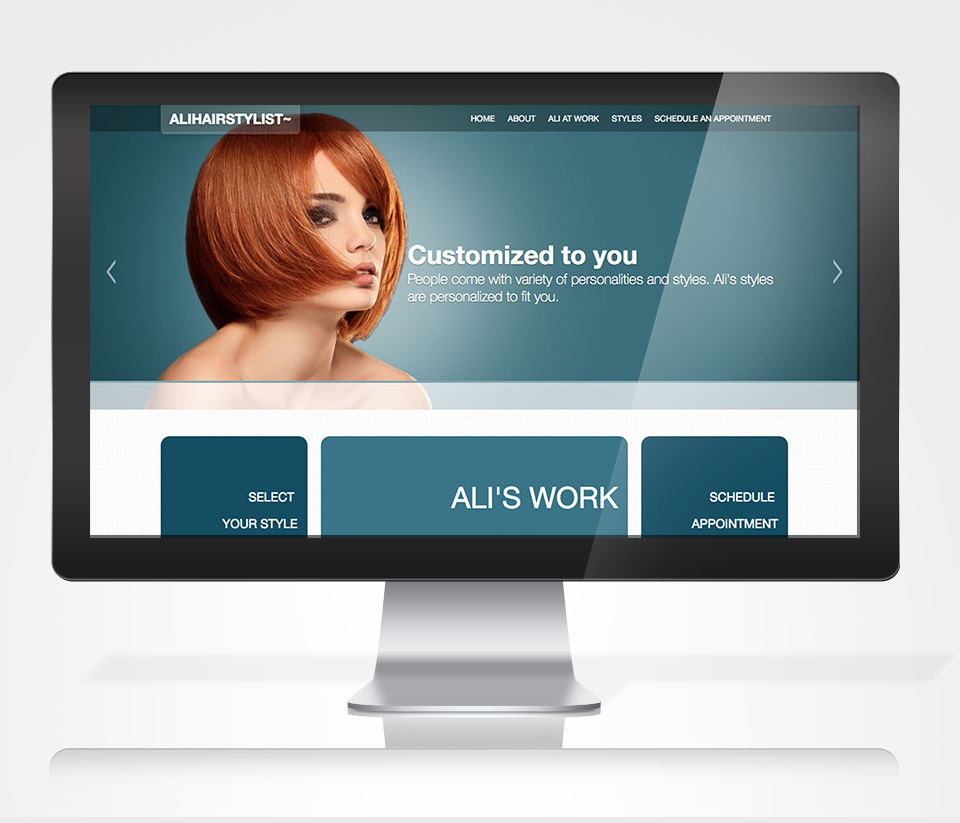 ALIHAIRSTYLIST~
HOME ABOUT ALI AT WORK STYLES SCHEDULE AN APPOINTMENT
Customized to you
People come with variety of personalities and styles. Ali's styles
are personalized to fit you.
SELECT
YOUR STYLE
ALI'S WORK
SCHEDULE
APPOINTMENT